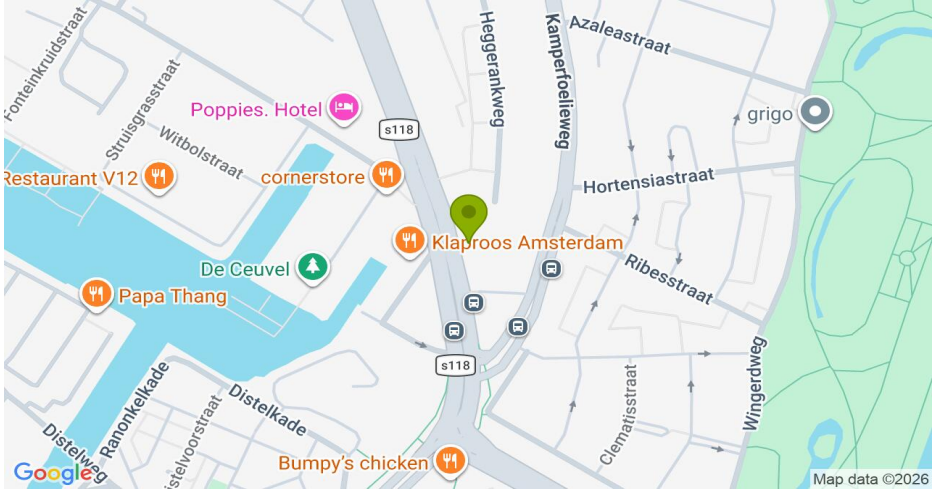 Fonteinkruidstraat
Struisgrasstraat
Witbolstraat
Poppies. Hotel
s118
Heggerankweg
Kamperfoelieweg
Azaleastraat
grigo
Restaurant V12
cornerstore
Hortensiastraat
Klaproos Amsterdam
De Ceuvel
Papa Thang
Ribesstraat
s118
Wingerdweg
Ranonkelkade
Distelkade
Clematisstraat
Distelweg
Bumpy's chicken
Google
Map data ©2026